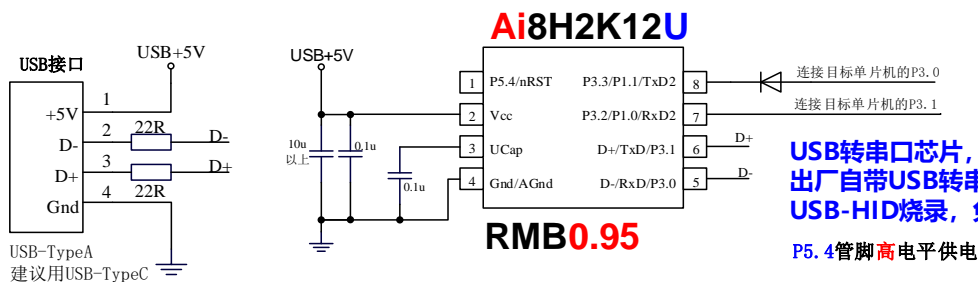 Ai8H2K12U
USB接口
USB+5V
+5V
1
D-
2
22R
D-
D+
3
22R
D+
Gnd
4
USB-TypeA
建议用USB-TypeC
USB+5V
10u
以上
0.1u
0.1u
1
P5.4/nRST
2
Vcc
3
UCap
4
Gnd/AGnd
P3.3/P1.1/TxD2
8
P3.2/P1.0/RxD2
7
D+/TxD/P3.1
6
D+
D-/RxD/P3.0
5
D-
连接目标单片机的P3.0
连接目标单片机的P3.1
RMB0.95
USB转串口芯片，
出厂自带USB转串
USB-HID烧录，
P5.4管脚高电平供电